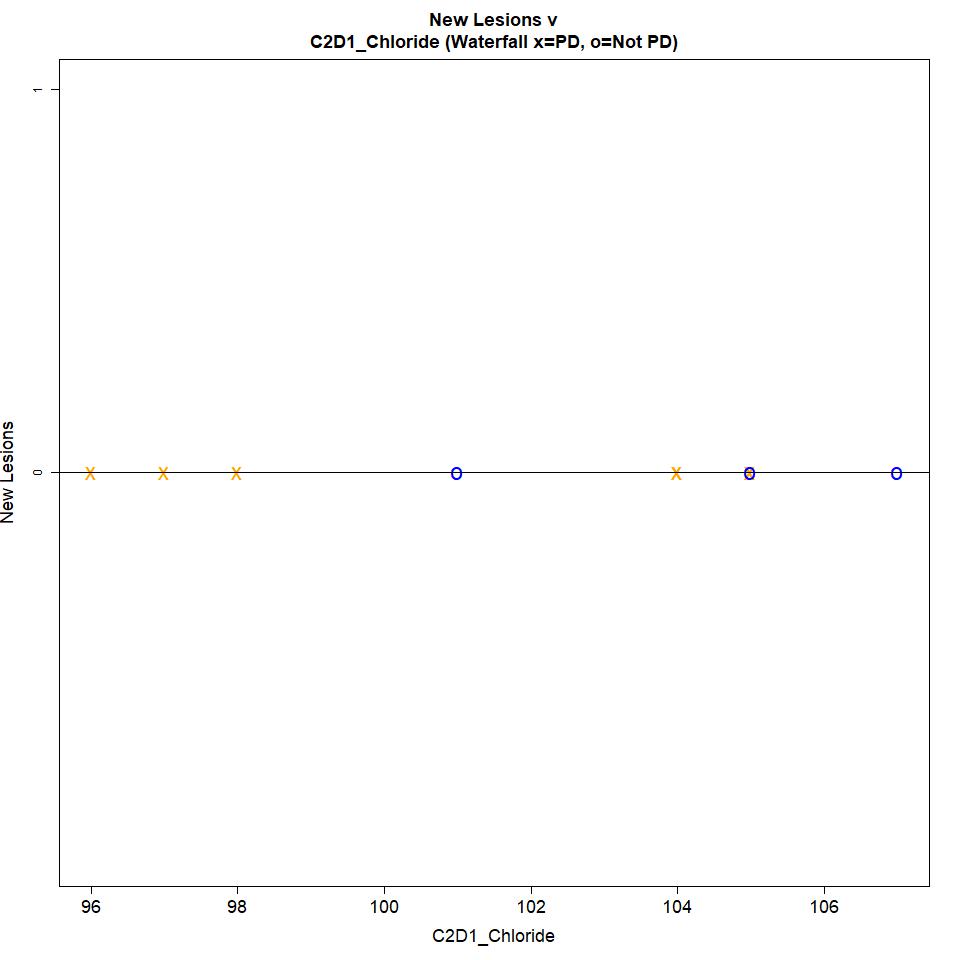 New Lesions v
C2D1_Chloride (Waterfall x=PD, o=Not PD)
1
0
New Lesions
x x x o x x o o
96 98 100 102 104 106
C2D1_Chloride